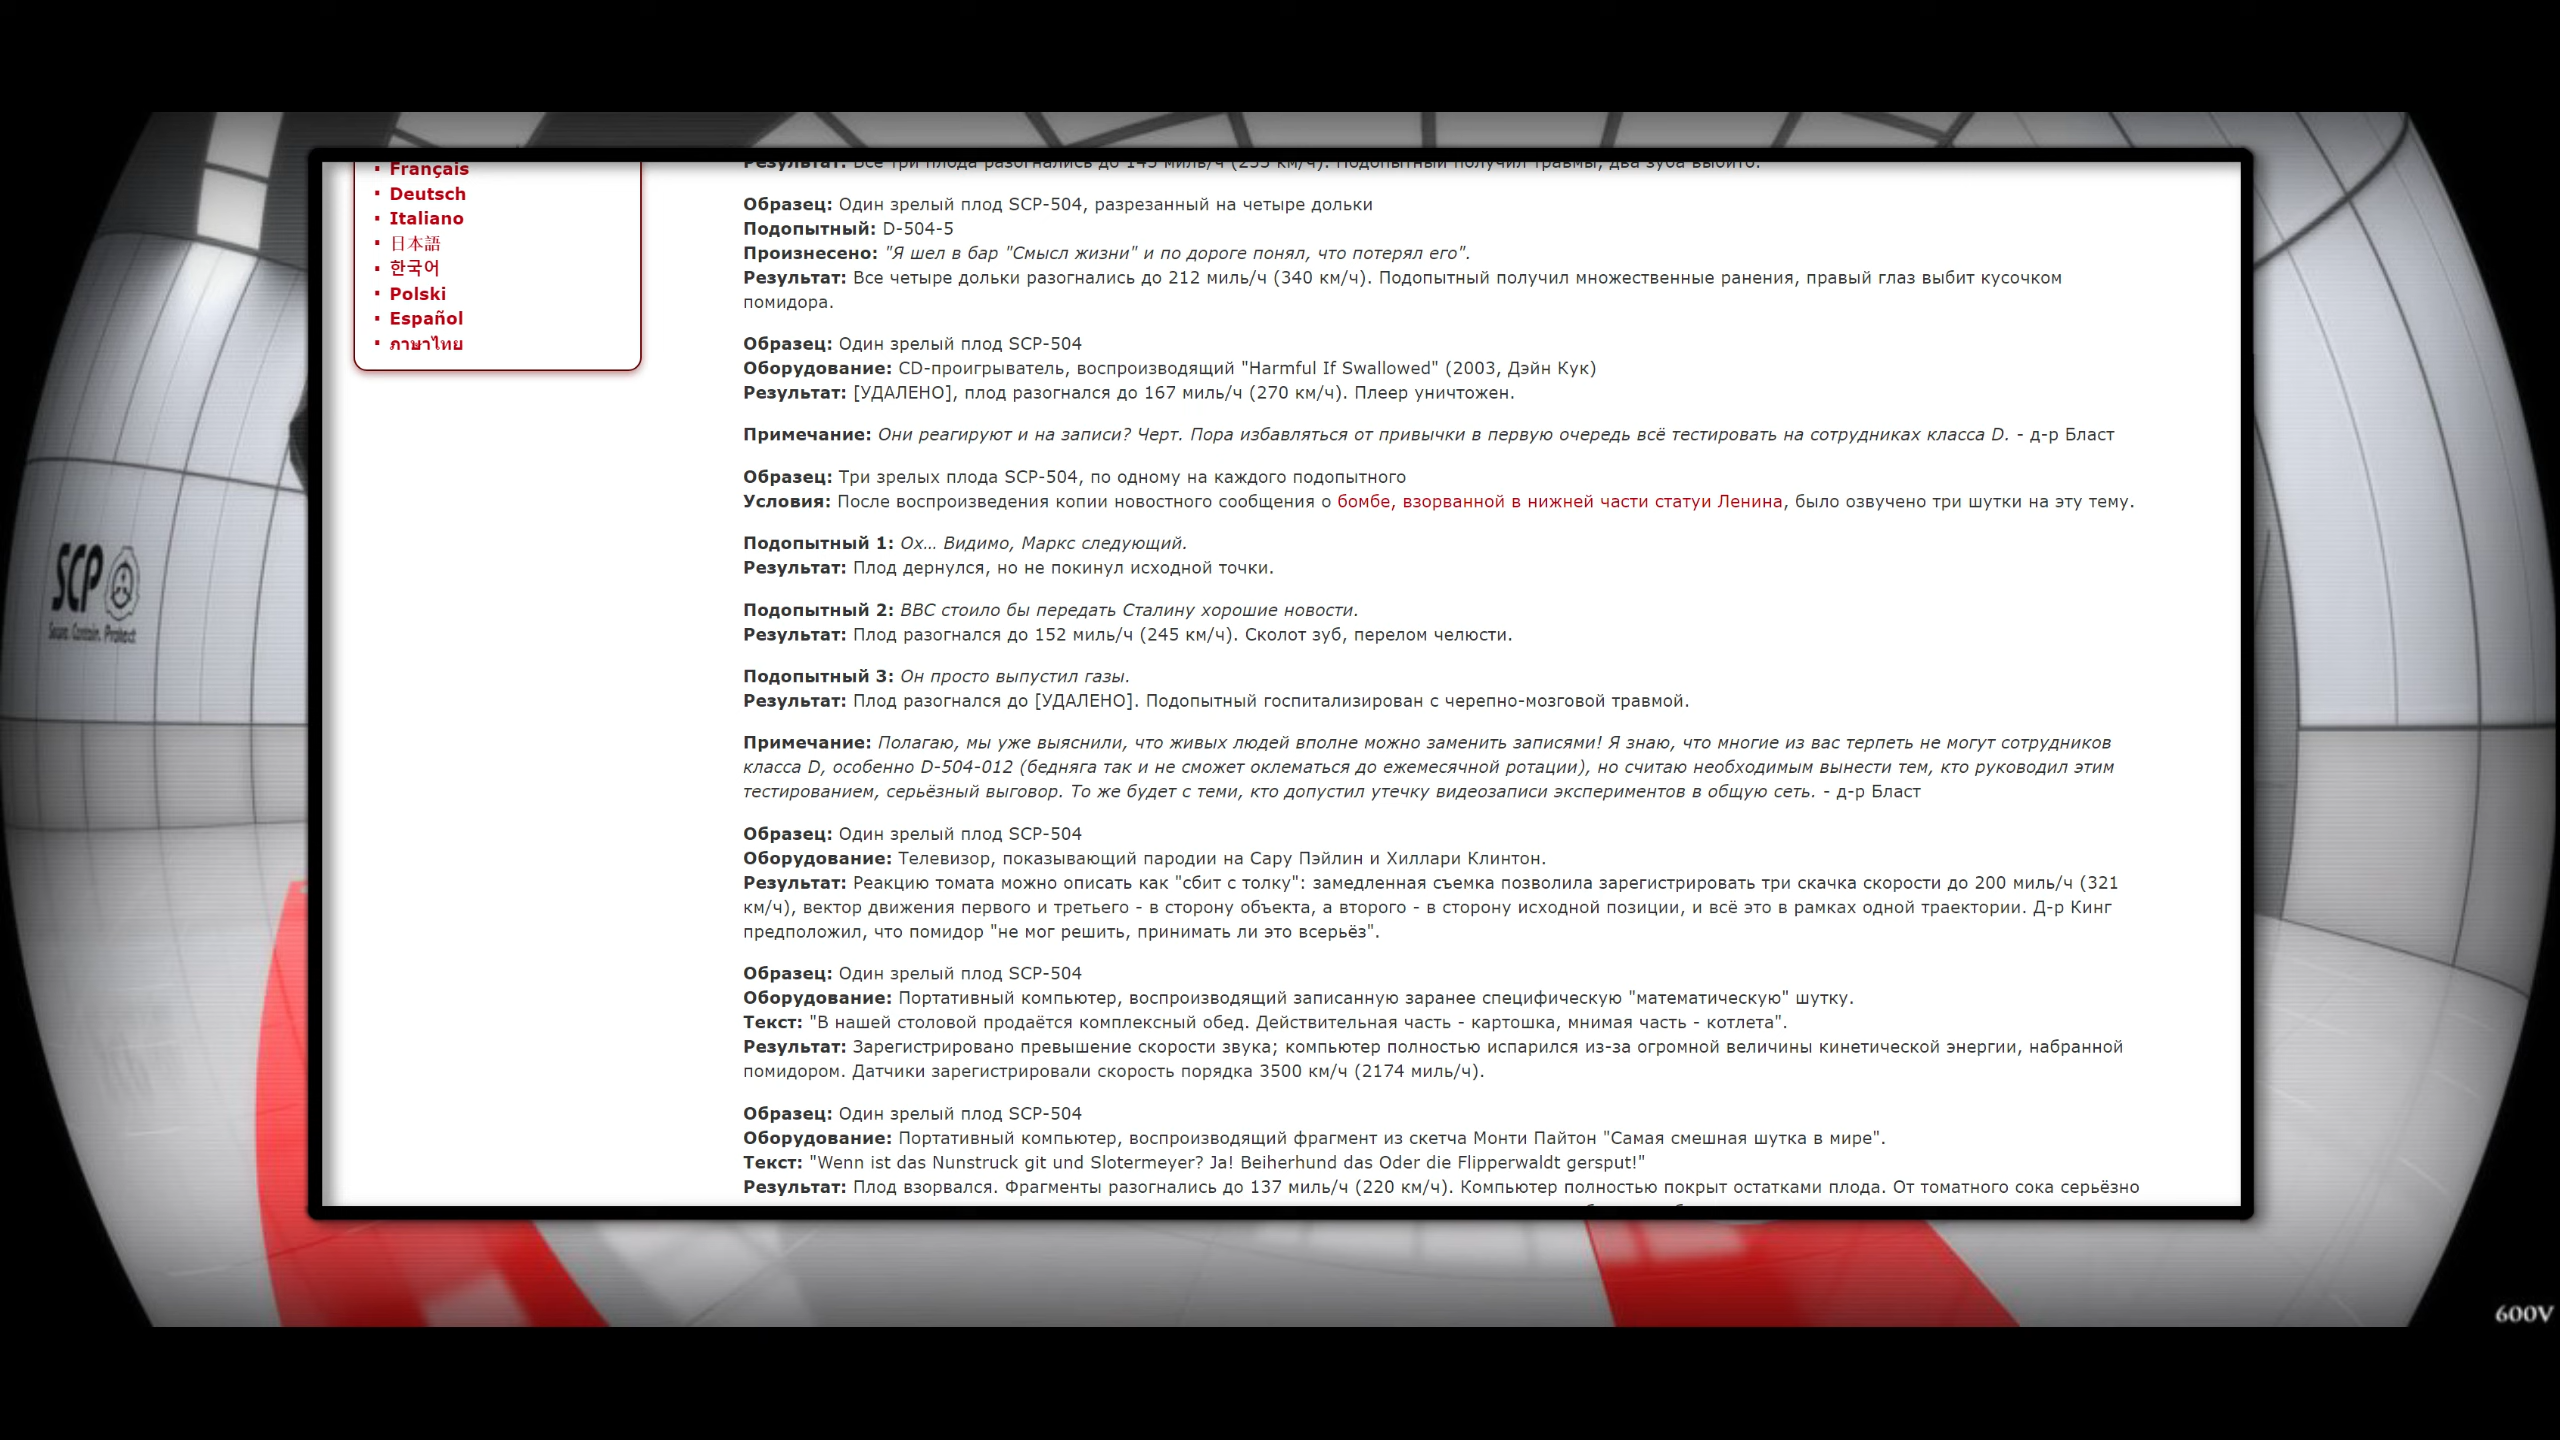 Français
Deutsch
Italiano
日本語
한국어
Polski
Español
ภาษาไทย
Результат: Все три плода разогнались до 145 миль/ч (233 км/ч). Подопытный получил травмы, два зуба выбито.
Образец: Один зрелый плод SCP-504, разрезанный на четыре дольки
Подопытный: D-504-5
Произнесено: "Я шел в бар "Смысл жизни" и по дороге понял, что потерял его".
Результат: Все четыре дольки разогнались до 212 миль/ч (340 км/ч). Подопытный получил множественные ранения, правый глаз выбит кусочком
помидора.
Образец: Один зрелый плод SCP-504
Оборудование: CD-проигрыватель, воспроизводящий "Harmful If Swallowed" (2003, Дэйн Кук)
Результат: [УДАЛЕНО], плод разогнался до 167 миль/ч (270 км/ч). Плеер уничтожен.
Примечание: Они реагируют и на записи? Черт. Пора избавляться от привычки в первую очередь всё тестировать на сотрудниках класса D. - д-р Бласт
Образец: Три зрелых плода SCP-504, по одному на каждого подопытного
Условия: После воспроизведения копии новостного сообщения о бомбе, взорванной в нижней части статуи Ленина, было озвучено три шутки на эту тему.
Подопытный 1: Ох... Видимо, Маркс следующий.
Результат: Плод дернулся, но не покинул исходной точки.
Подопытный 2: BBC стоило бы передать Сталину хорошие новости.
Результат: Плод разогнался до 152 миль/ч (245 км/ч). Сколот зуб, перелом челюсти.
Подопытный 3: Он просто выпустил газы.
Результат: Плод разогнался до [УДАЛЕНО]. Подопытный госпитализирован с черепно-мозговой травмой.
Примечание: Полагаю, мы уже выяснили, что живых людей вполне можно заменить записями! Я знаю, что многие из вас терпеть не могут сотрудников
класса D, особенно D-504-012 (бедняга так и не сможет оклематься до ежемесячной ротации), но считаю необходимым вынести тем, кто руководил этим
тестированием, серьёзный выговор. То же будет с теми, кто допустил утечку видеозаписи экспериментов в общую сеть. - д-р Бласт
Образец: Один зрелый плод SCP-504
Оборудование: Телевизор, показывающий пародии на Сару Пэйлин и Хиллари Клинтон.
Результат: Реакцию томата можно описать как "сбит с толку": замедленная съемка позволила зарегистрировать три скачка скорости до 200 миль/ч (321
км/ч), вектор движения первого и третьего - в сторону объекта, а второго - в сторону исходной позиции, и всё это в рамках одной траектории. Д-р Кинг
предположил, что помидор "не мог решить, принимать ли это всерьёз".
Образец: Один зрелый плод SCP-504
Оборудование: Портативный компьютер, воспроизводящий записанную заранее специфическую "математическую" шутку.
Текст: "В нашей столовой продаётся комплексный обед. Действительная часть - картошка, мнимая часть - котлета".
Результат: Зарегистрировано превышение скорости звука; компьютер полностью испарился из-за огромной величины кинетической энергии, набранной
помидором. Датчики зарегистрировали скорость порядка 3500 км/ч (2174 миль/ч).
Образец: Один зрелый плод SCP-504
Оборудование: Портативный компьютер, воспроизводящий фрагмент из скетча Монти Пайтон "Самая смешная шутка в мире".
Текст: "Wenn ist das Nunstruck git und Slotermeyer? Ja! Beiherhund das Oder die Flipperwaldt gersput!"
Результат: Плод взорвался. Фрагменты разогнались до 137 миль/ч (220 км/ч). Компьютер полностью покрыт остатками плода. От томатного сока серьёзно
SCP
Secure. Contain. Protect
600V